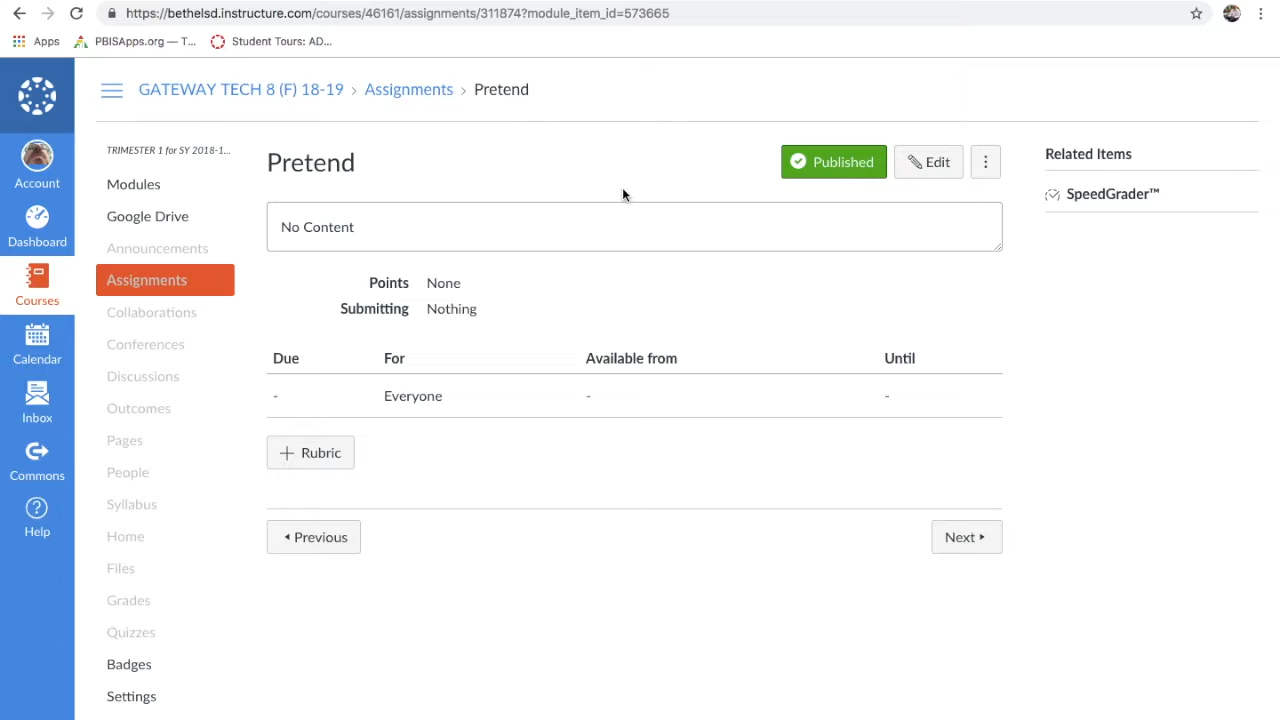 https://bethelsd.instructure.com/courses/46161/assignments/311874?module_item_id=573665
Apps PBISApps.org — T... Student Tours: AD...
GATEWAY TECH 8 (F) 18-19 › Assignments › Pretend
Account
Dashboard
Courses
Calendar
Inbox
Commons
Help
TRIMESTER 1 for SY 2018-1...
Modules
Google Drive
Announcements
Assignments
Collaborations
Conferences
Discussions
Outcomes
Pages
People
Syllabus
Home
Files
Grades
Quizzes
Badges
Settings
Pretend
Published Edit
No Content
Points None
Submitting Nothing
Due For Available from Until
- Everyone - -
Rubric
Previous Next
Related Items
SpeedGrader™